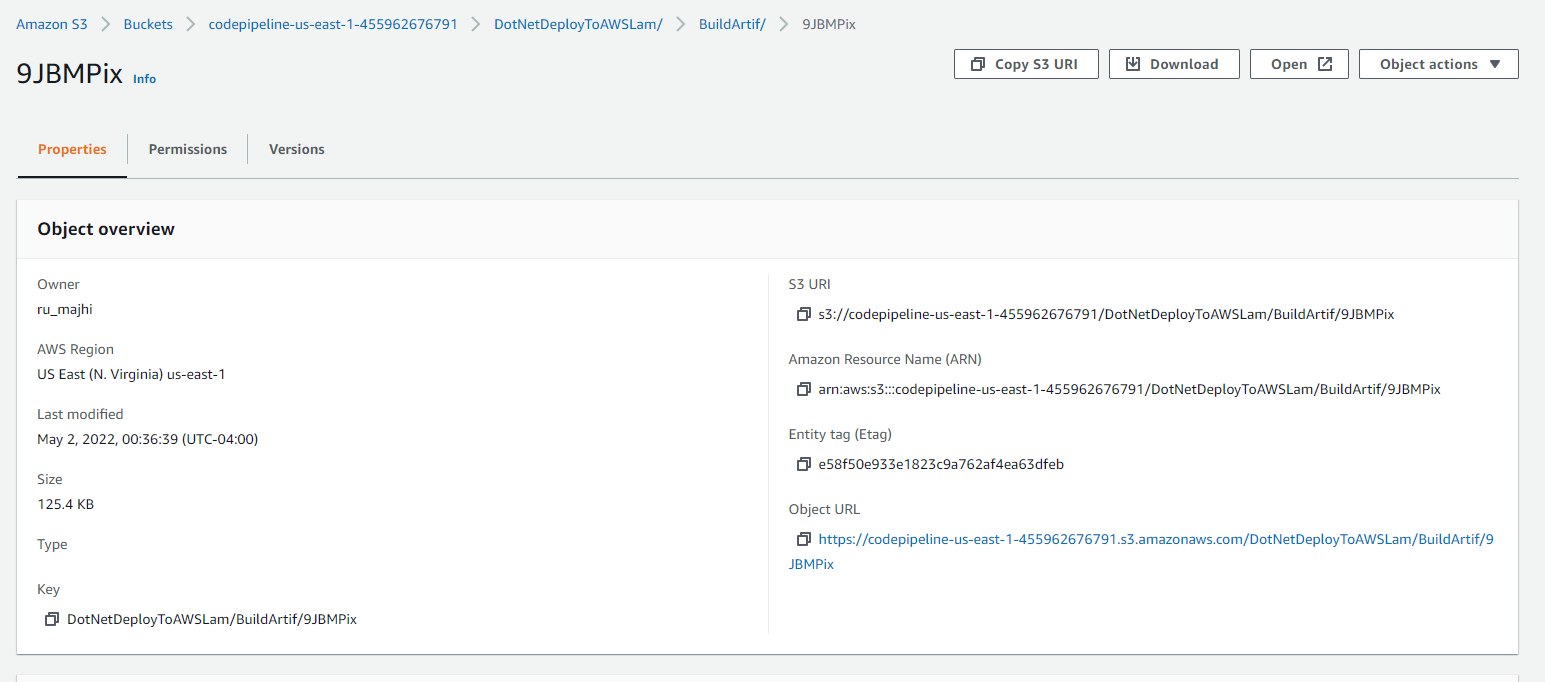 Amazon S3 > Buckets > codepipeline-us-east-1-455962676791 > DotNetDeployToAWSLam/ > BuildArtif/ > 9JBMPix
9JBMPix Info
Copy S3 URI Download Open Object actions
Properties Permissions Versions
Object overview
Owner
ru_majhi
AWS Region
US East (N. Virginia) us-east-1
Last modified
May 2, 2022, 00:36:39 (UTC-04:00)
Size
125.4 KB
Type
Key
DotNetDeployToAWSLam/BuildArtif/9JBMPix
S3 URI
s3://codepipeline-us-east-1-455962676791/DotNetDeployToAWSLam/BuildArtif/9JBMPix
Amazon Resource Name (ARN)
arn:aws:s3:::codepipeline-us-east-1-455962676791/DotNetDeployToAWSLam/BuildArtif/9JBMPix
Entity tag (Etag)
e58f50e933e1823c9a762af4ea63dfeb
Object URL
https://codepipeline-us-east-1-455962676791.s3.amazonaws.com/DotNetDeployToAWSLam/BuildArtif/9
JBMPix